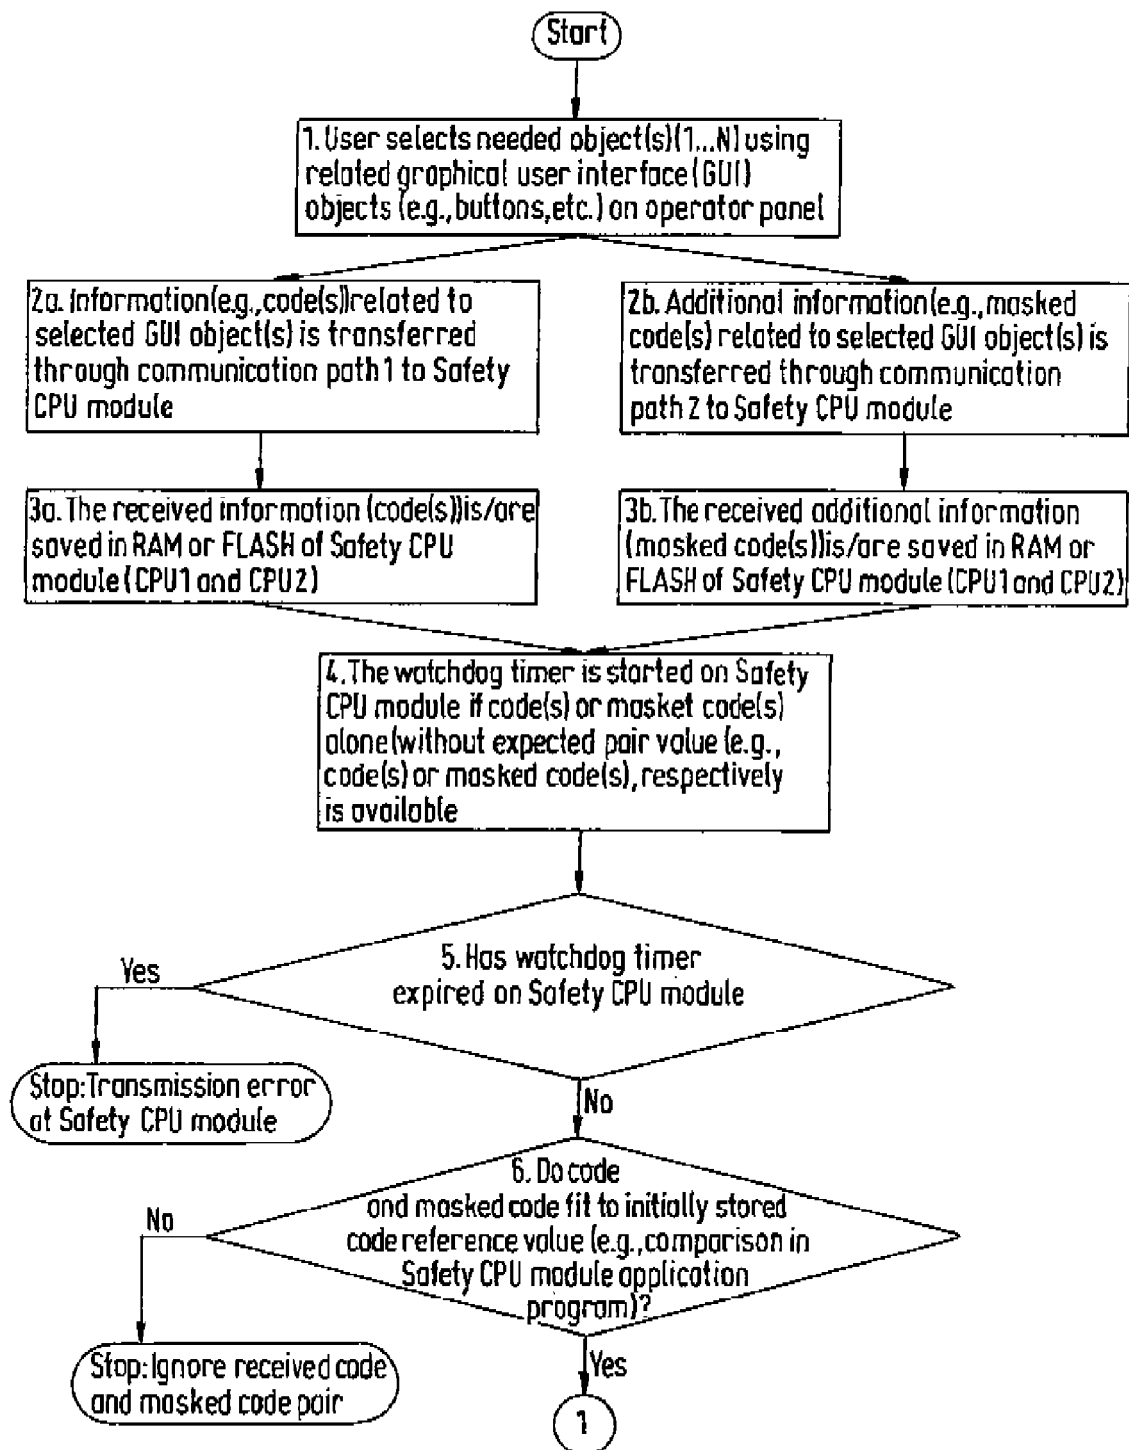 Start
1. User selects needed object(s)(1...N) using
related graphical user interface (GUI)
objects (e.g., buttons, etc.) on operator panel
2a. Information(e.g., code(s))related to
selected GUI object(s) is transferred
through communication path 1 to Safety
CPU module
2b. Additional information(e.g., masked
code(s) related to selected GUI object(s) is
transferred through communication
path 2 to Safety CPU module
3a. The received information (code(s))is/are
saved in RAM or FLASH of Safety CPU
module (CPU1 and CPU2)
3b. The received additional information
(masked code(s))is/are saved in RAM or
FLASH of Safety CPU module (CPU1 and CPU2)
4. The watchdog timer is started on Safety
CPU module if code(s) or masket code(s)
alone(without expected pair value (e.g.,
code(s) or masked code(s), respectively
is available
5. Has watchdog timer
expired on Safety CPU module
Yes
Stop: Transmission error
at Safety CPU module
No
6. Do code
and masked code fit to initially stored
code reference value (e.g., comparison in
Safety CPU module application
program)?
No
Stop: Ignore received code
and masked code pair
Yes
1